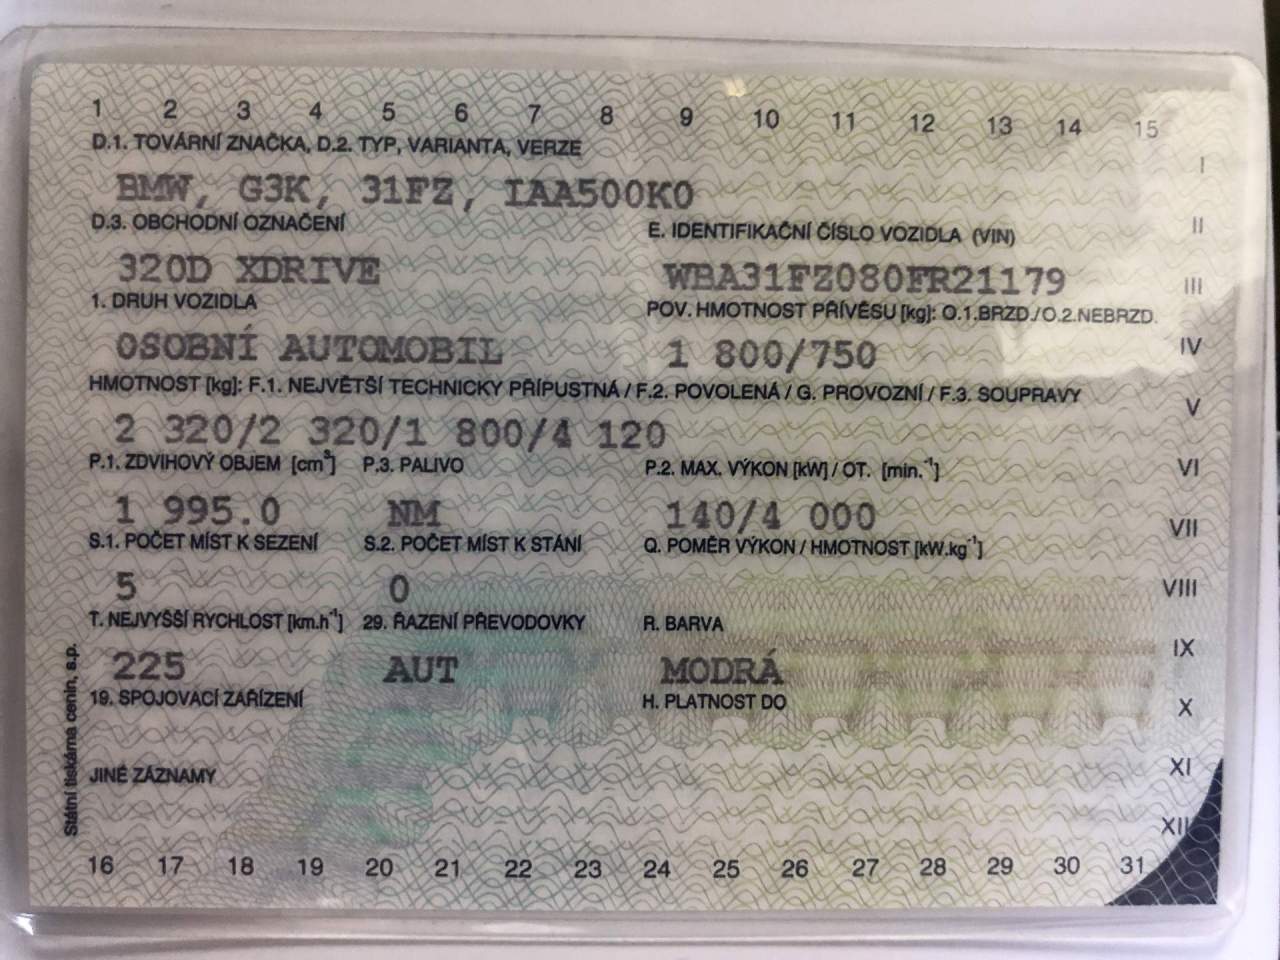 1 2 3 4 5 6 7 8 9 10 11 12 13 14 15
D.1. TOVÁRNÍ ZNAČKA, D.2. TYP, VARIANTA, VERZE
I
BMW, G3K, 31FZ, IAA500K0
D.3. OBCHODNÍ OZNAČENÍ E. IDENTIFIKAČNÍ ČÍSLO VOZIDLA (VIN)
II
320D XDRIVE WBA31FZ080FR21179
III
1. DRUH VOZIDLA POV. HMOTNOST PŘÍVĚSU [kg]: O.1.BRZD./O.2.NEBRZD.
OSOBNÍ AUTOMOBIL 1 800/750
IV
HMOTNOST [kg]: F.1. NEJVĚTŠÍ TECHNICKY PŘÍPUSTNÁ / F.2. POVOLENÁ / G. PROVOZNÍ / F.3. SOUPRAVY
V
2 320/2 320/1 800/4 120
P.1. ZDVIHOVÝ OBJEM [cm³] P.3. PALIVO P.2. MAX. VÝKON [kW] / OT. [min.⁻¹]
VI
1 995.0 NM 140/4 000
VII
S.1. POČET MÍST K SEZENÍ S.2. POČET MÍST K STÁNÍ Q. POMĚR VÝKON / HMOTNOST [kW.kg⁻¹]
5 0
VIII
T. NEJVYŠŠÍ RYCHLOST [km.h⁻¹] 29. ŘAZENÍ PŘEVODOVKY R. BARVA
IX
225 AUT MODRÁ
19. SPOJOVACÍ ZAŘÍZENÍ H. PLATNOST DO
X
XI
JINÉ ZÁZNAMY
XII
16 17 18 19 20 21 22 23 24 25 26 27 28 29 30 31
Státní tiskárna cenin, s.p.